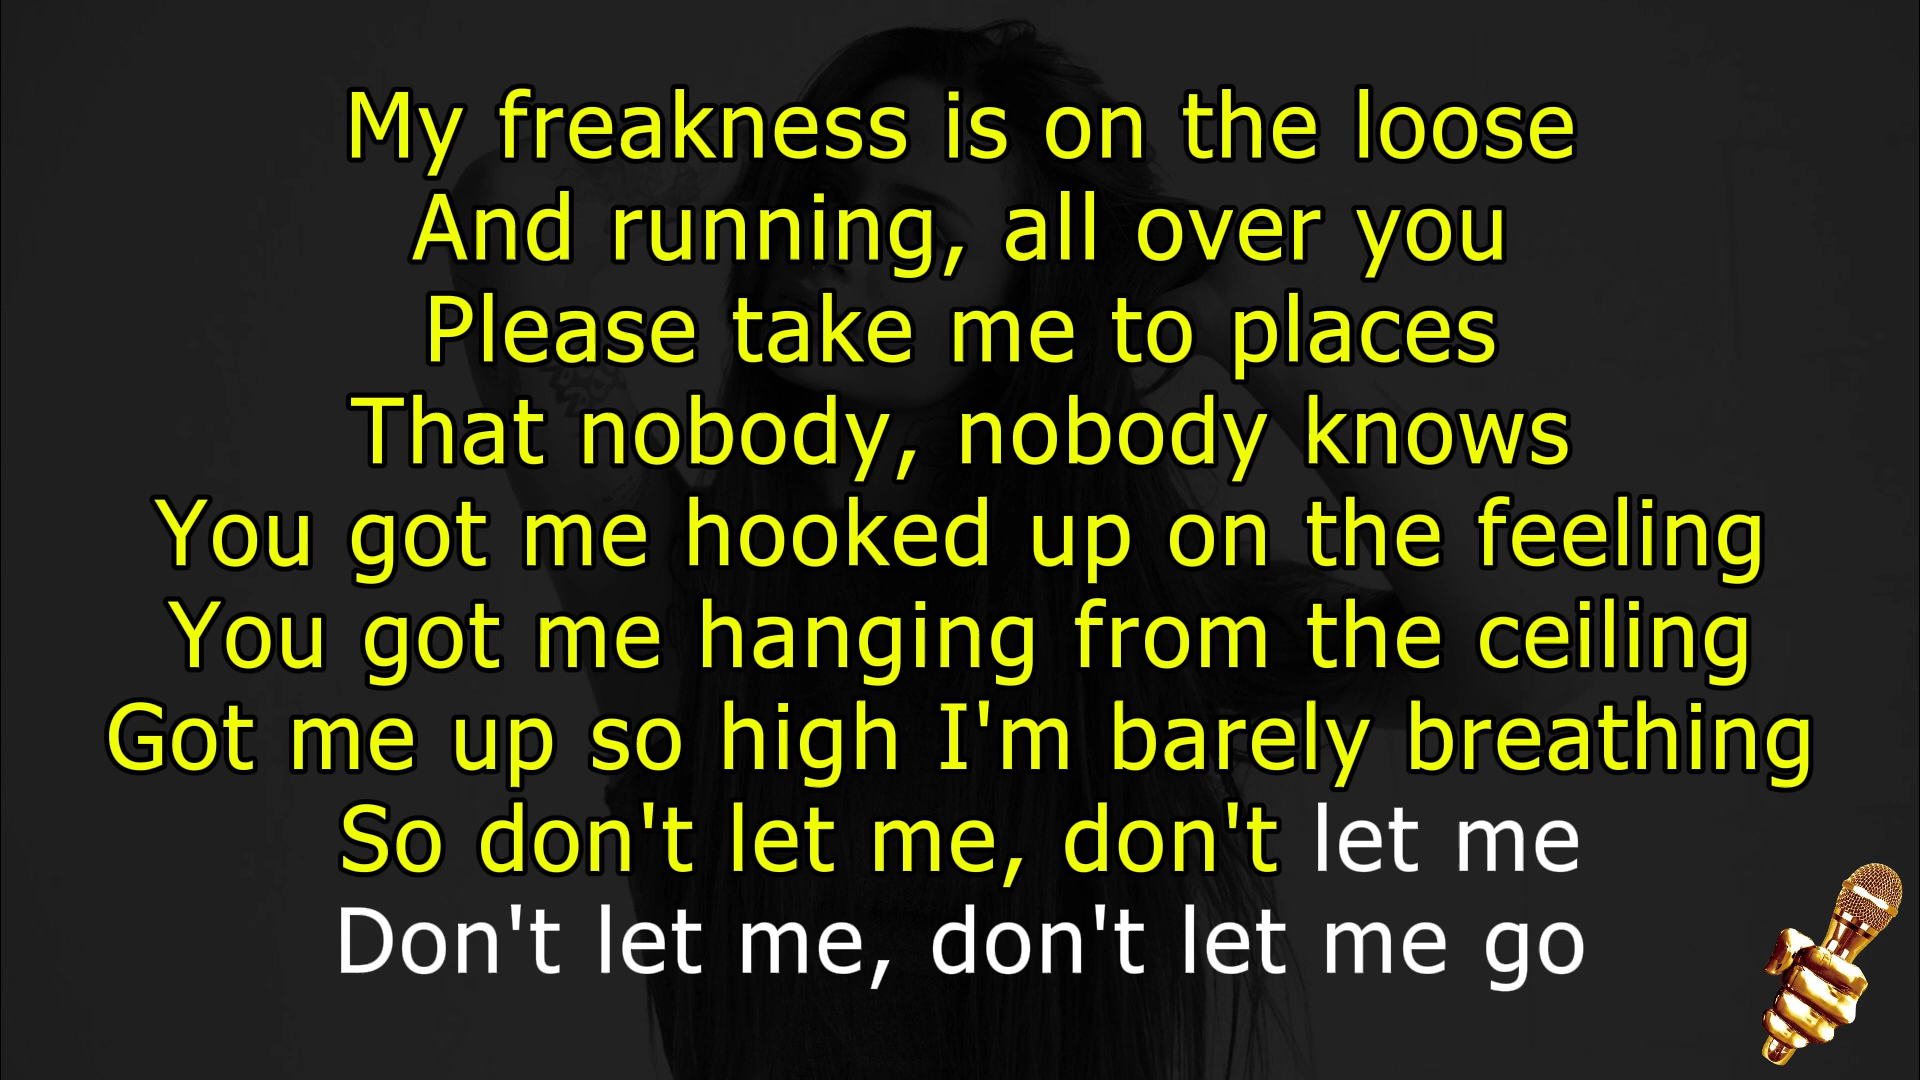 My freakness is on the loose
And running, all over you
Please take me to places
That nobody, nobody knows
You got me hooked up on the feeling
You got me hanging from the ceiling
Got me up so high I'm barely breathing
So don't let me, don't let me
Don't let me, don't let me go